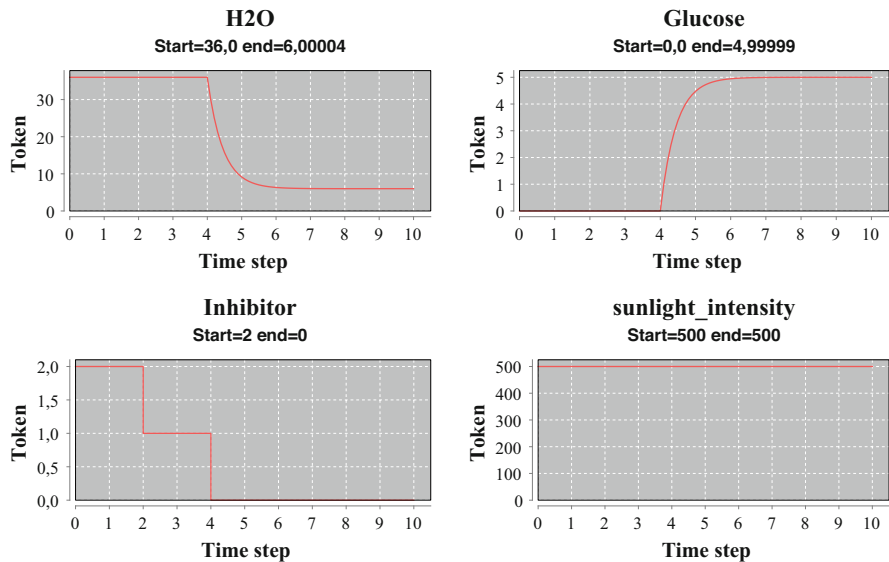 H2O
Start=36,0 end=6,00004
Token
30
20
10
0
0 1 2 3 4 5 6 7 8 9 10
Time step
Glucose
Start=0,0 end=4,99999
Token
5
4
3
2
1
0
0 1 2 3 4 5 6 7 8 9 10
Time step
Inhibitor
Start=2 end=0
Token
2,0
1,5
1,0
0,5
0,0
0 1 2 3 4 5 6 7 8 9 10
Time step
sunlight_intensity
Start=500 end=500
Token
500
400
300
200
100
0
0 1 2 3 4 5 6 7 8 9 10
Time step